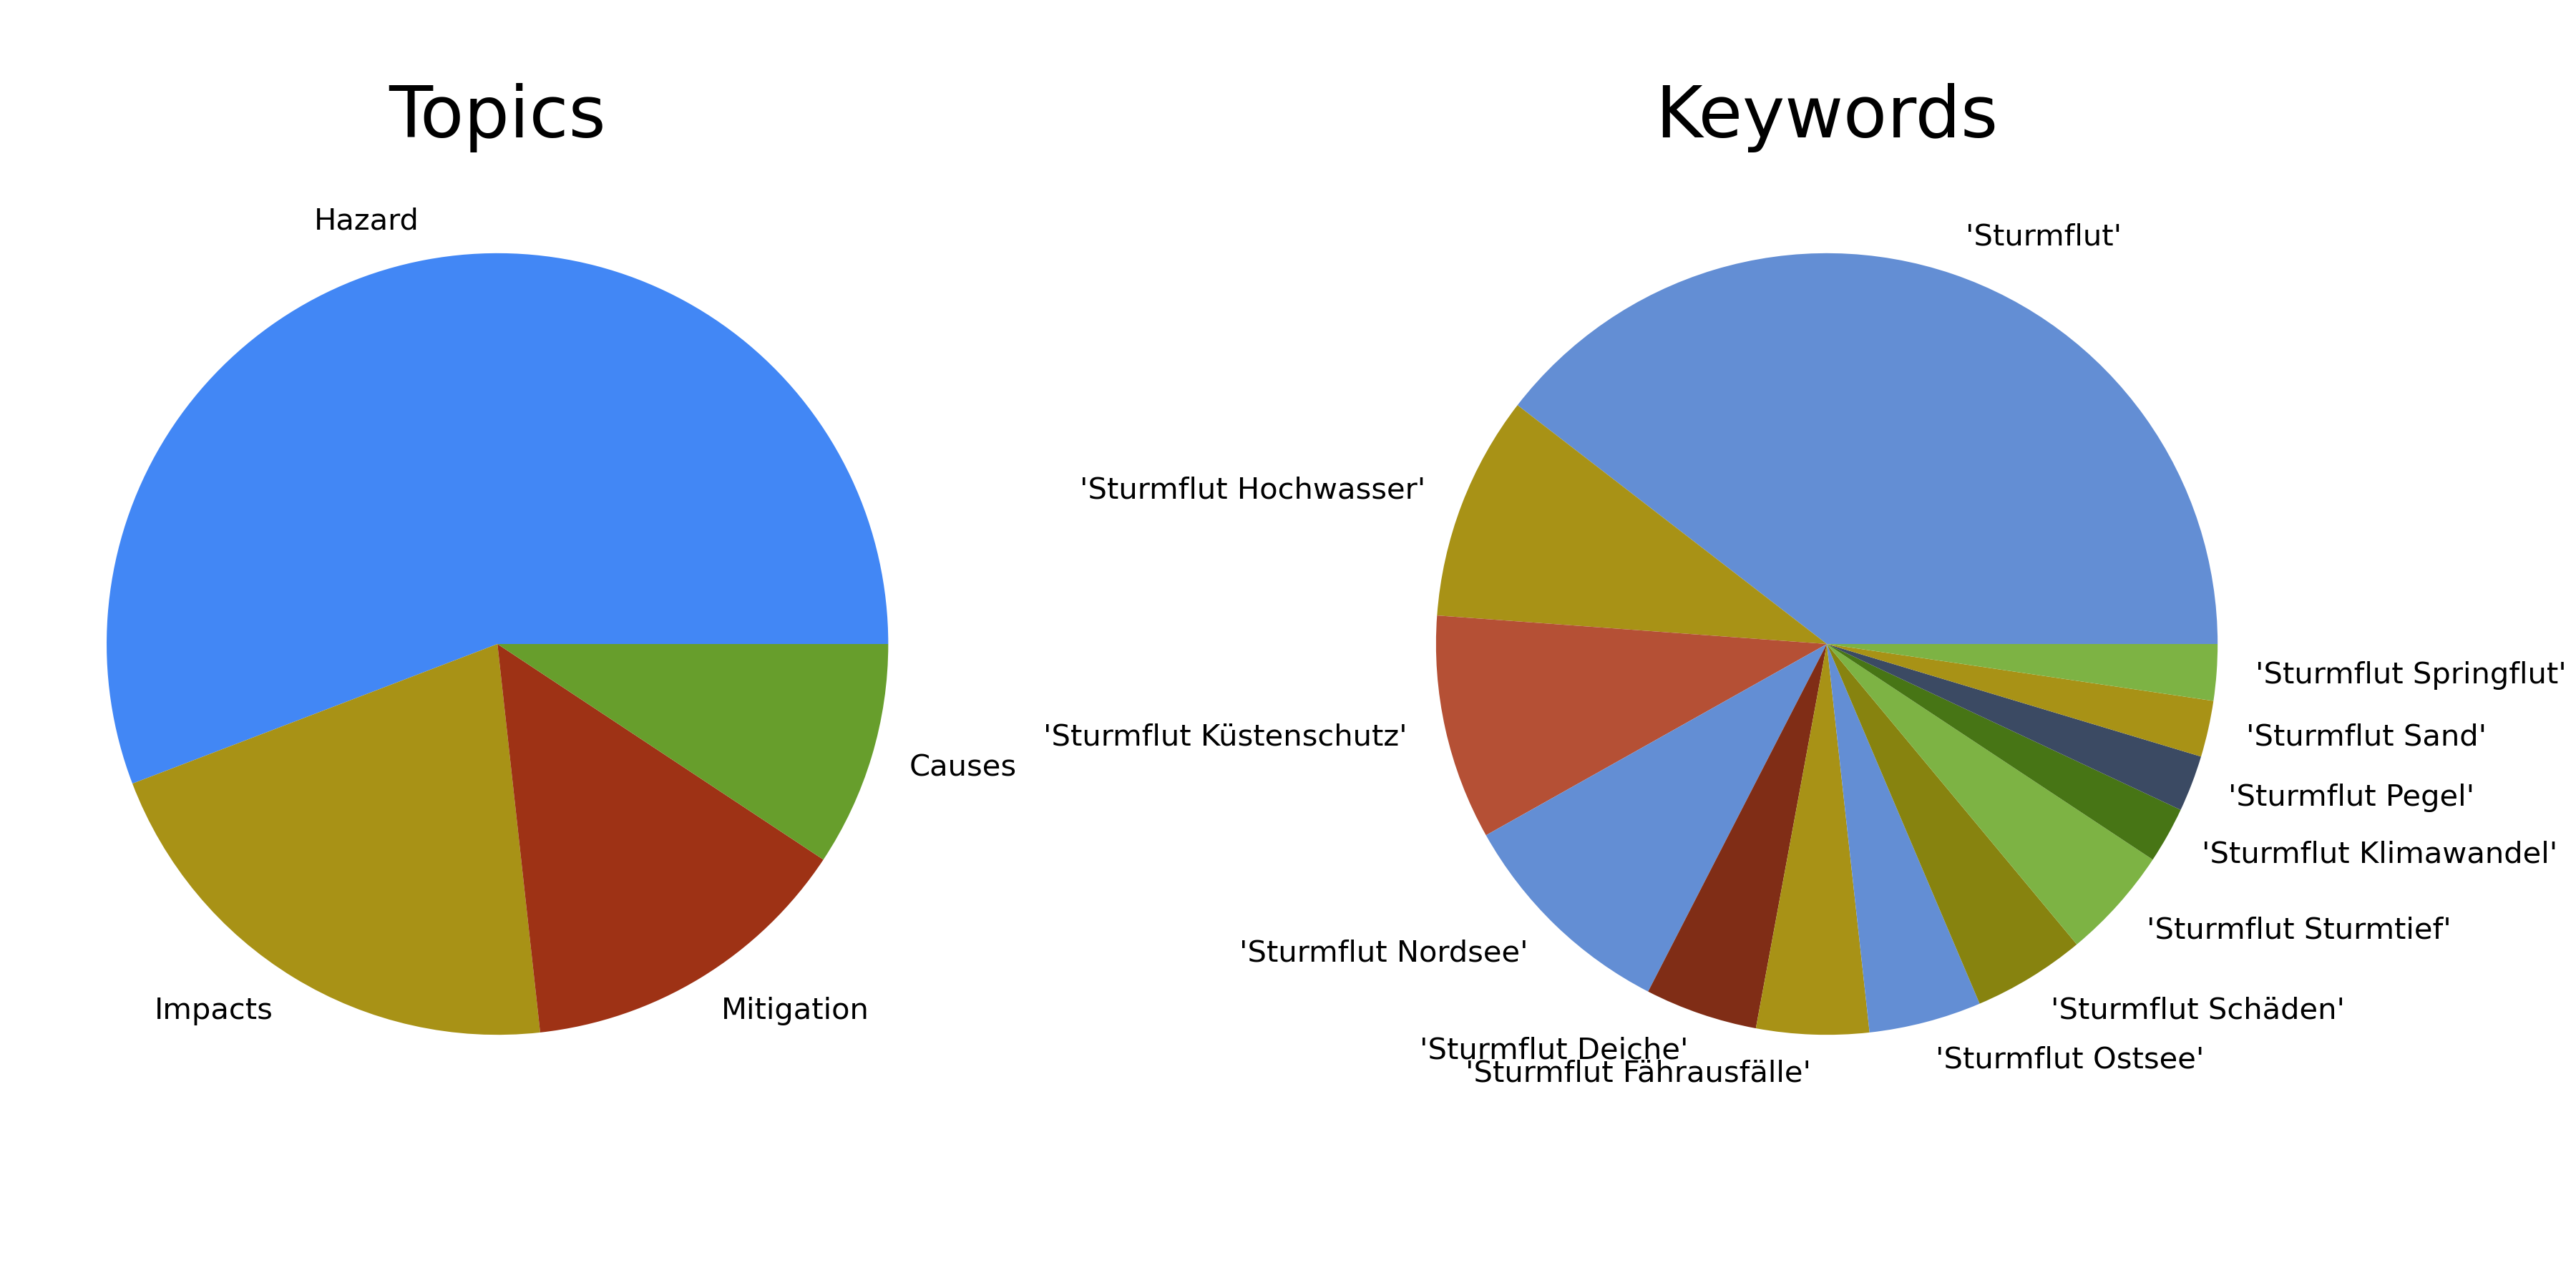 Topics
Hazard
Impacts
Mitigation
Causes
Keywords
'Sturmflut'
'Sturmflut Hochwasser'
'Sturmflut Küstenschutz'
'Sturmflut Nordsee'
'Sturmflut Deiche'
'Sturmflut Fährausfälle'
'Sturmflut Ostsee'
'Sturmflut Schäden'
'Sturmflut Sturmtief'
'Sturmflut Klimawandel'
'Sturmflut Pegel'
'Sturmflut Sand'
'Sturmflut Springflut'